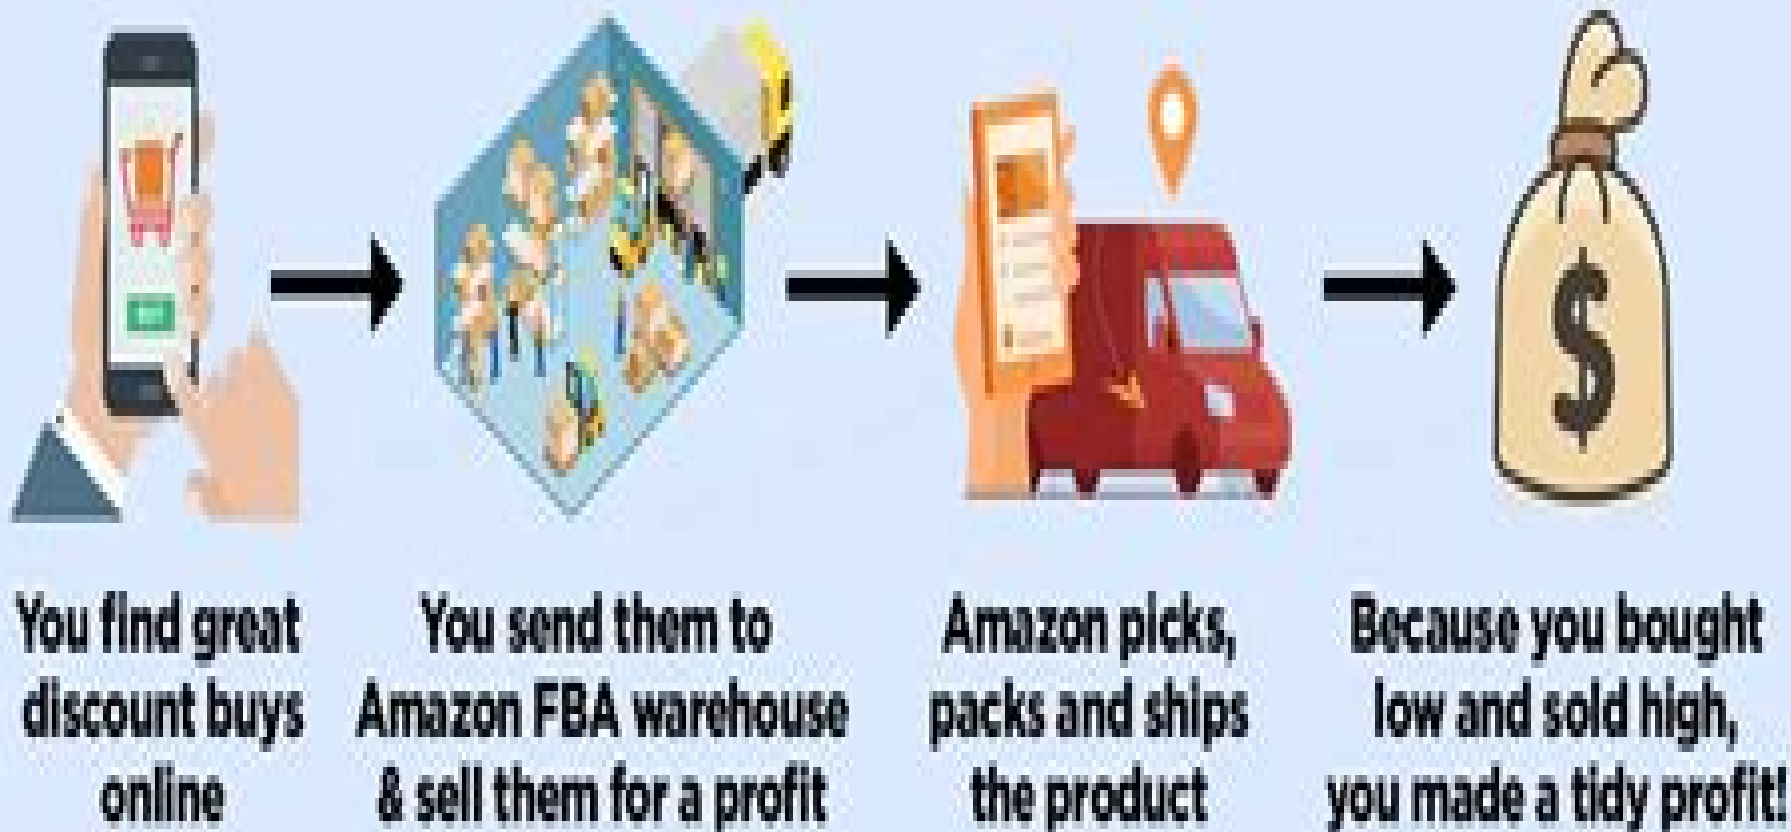 You find great
discount buys
online
You send them to
Amazon FBA warehouse
& sell them for a profit
Amazon picks,
packs and ships
the product
Because you bought
low and sold high,
you made a tidy profit!